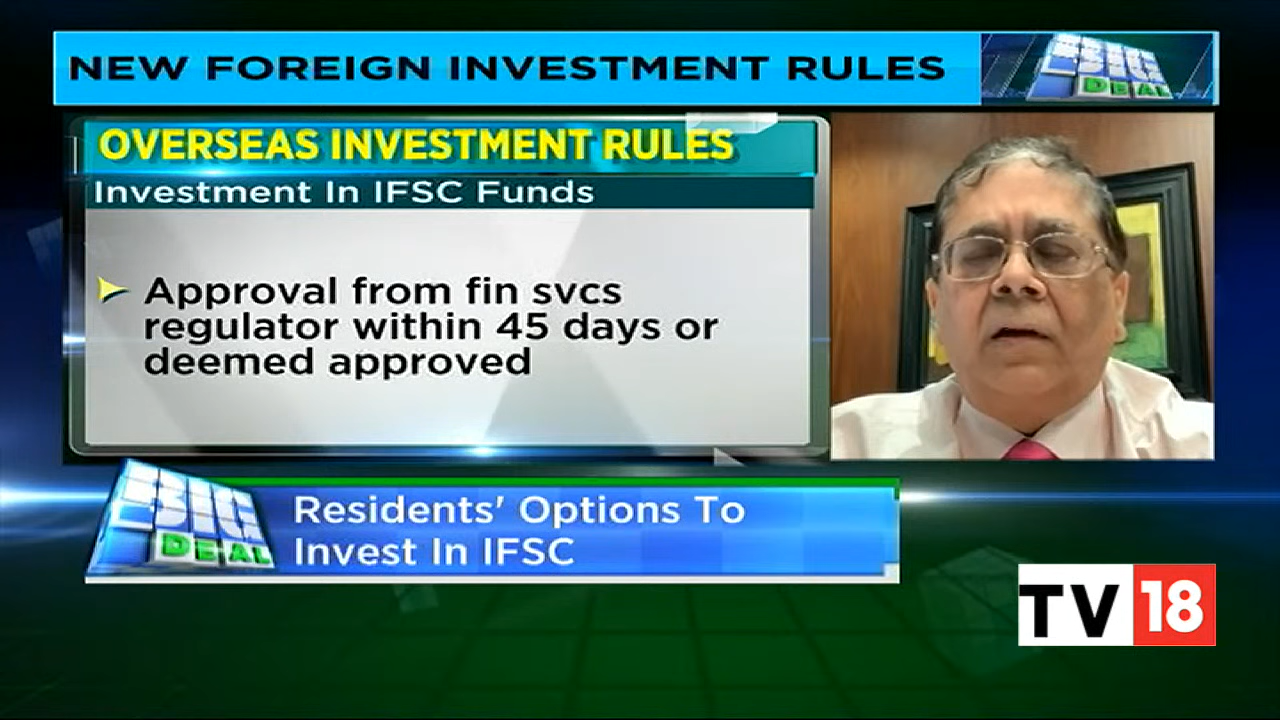 NEW FOREIGN INVESTMENT RULES
BIG
DEAL
OVERSEAS INVESTMENT RULES
Investment In IFSC Funds
Approval from fin svcs
regulator within 45 days or
deemed approved
BIG
DEAL
Residents' Options To
Invest In IFSC
TV18